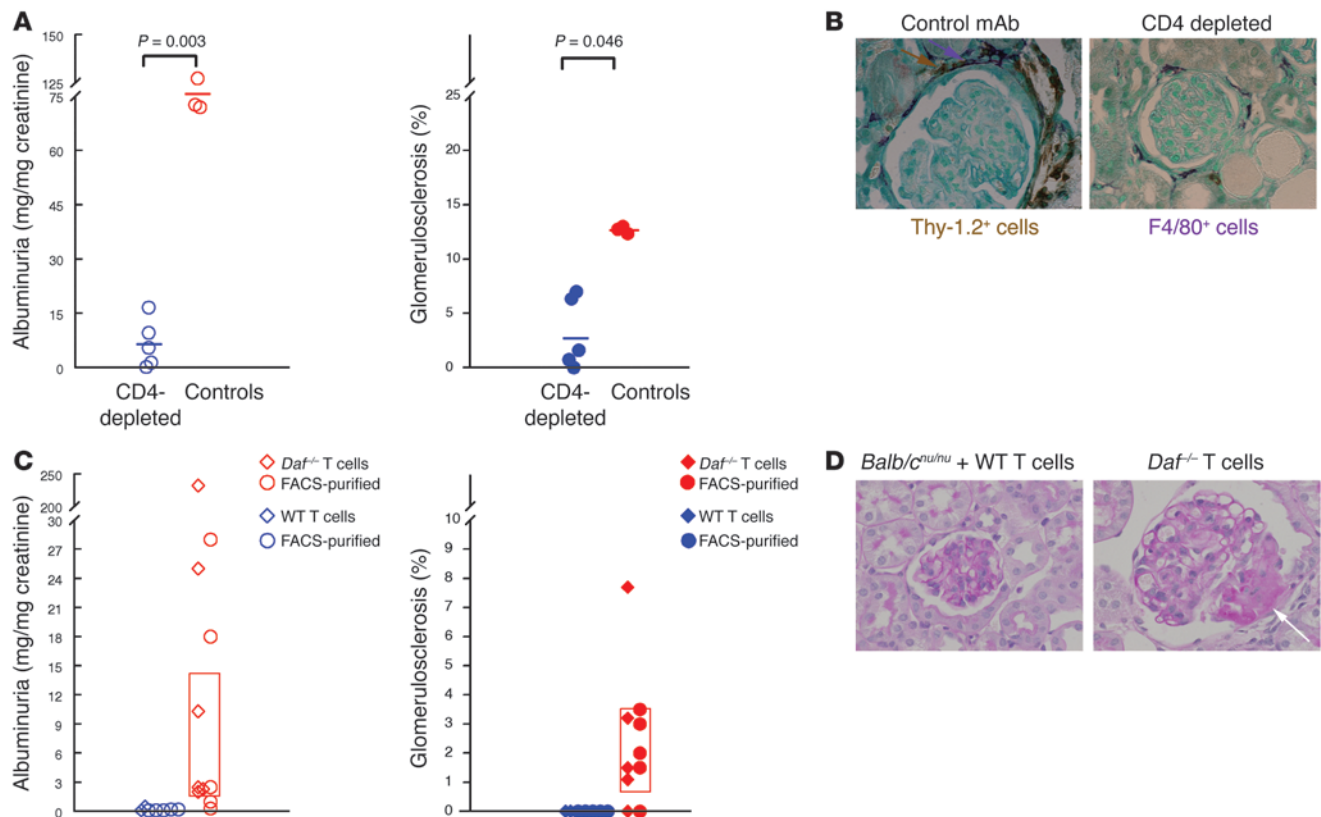 A
150
125
75
60
45
30
15
0
Albuminuria (mg/mg creatinine)
P = 0.003
CD4-
depleted
Controls
25
20
15
10
5
0
Glomerulosclerosis (%)
P = 0.046
CD4-
depleted
Controls
B
Control mAb
CD4 depleted
Thy-1.2⁺ cells
F4/80⁺ cells
C
250
200
30
27
24
21
18
15
12
9
6
3
0
Albuminuria (mg/mg creatinine)
Daf⁻/⁻ T cells
FACS-purified
WT T cells
FACS-purified
10
9
8
7
6
5
4
3
2
1
0
Glomerulosclerosis (%)
Daf⁻/⁻ T cells
FACS-purified
WT T cells
FACS-purified
D
Balb/cⁿᵘ/ⁿᵘ + WT T cells
Daf⁻/⁻ T cells